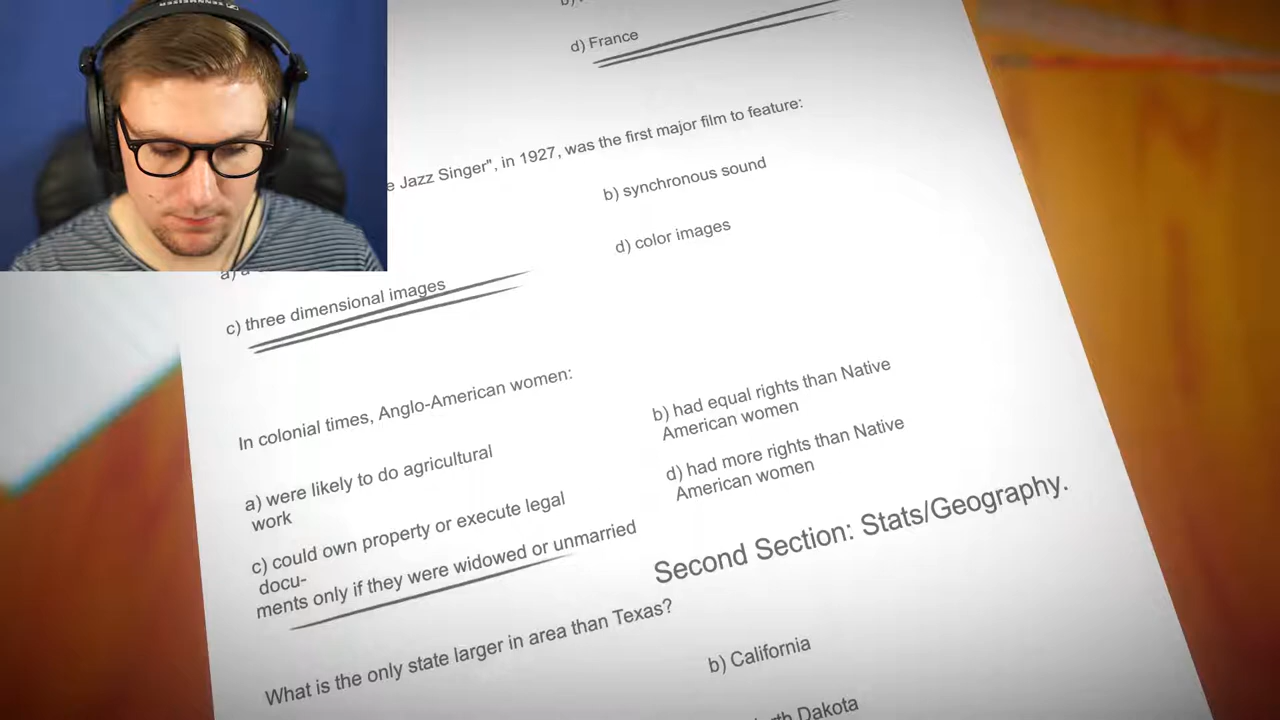 d) France
Jazz Singer", in 1927, was the first major film to feature:
b) synchronous sound
d) color images
c) three dimensional images
In colonial times, Anglo-American women:
a) were likely to do agricultural
work
b) had equal rights than Native
American women
c) could own property or execute legal
docu-
ments only if they were widowed or unmarried
d) had more rights than Native
American women
Second Section: Stats/Geography.
What is the only state larger in area than Texas?
b) California
Dakota